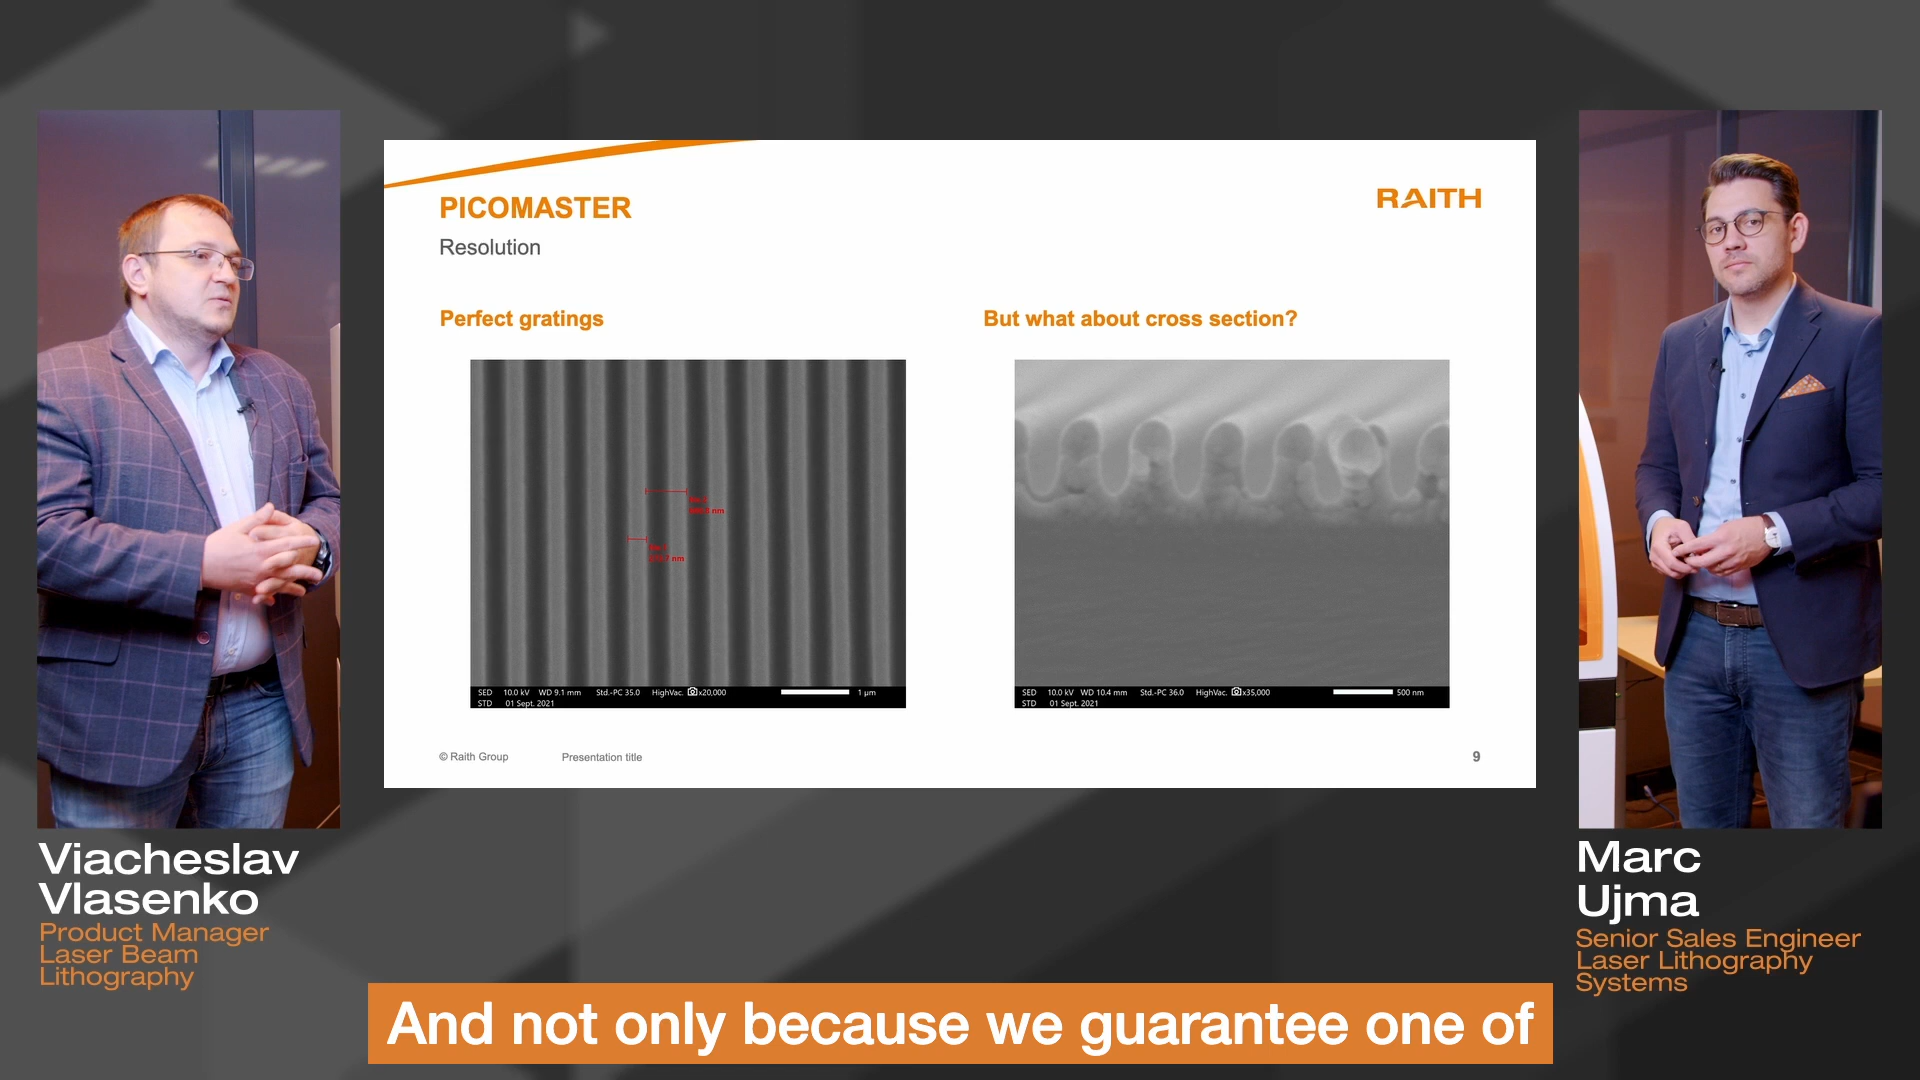 PICOMASTER
RAITH
Resolution
Perfect gratings
But what about cross section?
nm
nm
SED 10.0 kV WD 9.1 mm Std.-PC 35.0 HighVac. x20,000 1 µm
STD 01 Sept. 2021
SED 10.0 kV WD 10.4 mm Std.-PC 36.0 HighVac. x35,000 500 nm
STD 01 Sept. 2021
© Raith Group Presentation title 9
Viacheslav
Vlasenko
Product Manager
Laser Beam
Lithography
Marc
Ujma
Senior Sales Engineer
Laser Lithography
Systems
And not only because we guarantee one of